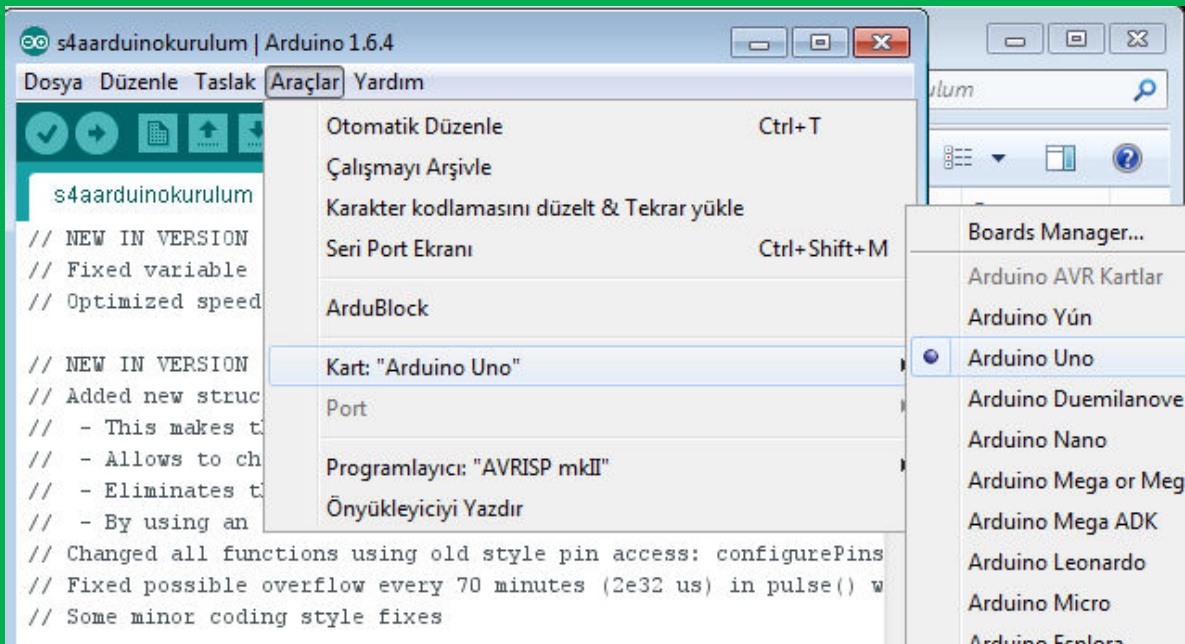 s4aarduinokurulum | Arduino 1.6.4
Dosya Düzenle Taslak Araçlar Yardım
ulum
Otomatik Düzenle Ctrl+T
Çalışmayı Arşivle
Karakter kodlamasını düzelt & Tekrar yükle
Seri Port Ekranı Ctrl+Shift+M
ArduBlock
Kart: "Arduino Uno"
Port
Programlayıcı: "AVRISP mkII"
Önyükleyiciyi Yazdır
Boards Manager...
Arduino AVR Kartlar
Arduino Yún
Arduino Uno
Arduino Duemilanove
Arduino Nano
Arduino Mega or Meg
Arduino Mega ADK
Arduino Leonardo
Arduino Micro
Arduino Esplora
s4aarduinokurulum
// NEW IN VERSION
// Fixed variable
// Optimized speed
// NEW IN VERSION
// Added new struc
// - This makes t
// - Allows to ch
// - Eliminates t
// - By using an
// Changed all functions using old style pin access: configurePins
// Fixed possible overflow every 70 minutes (2e32 us) in pulse() w
// Some minor coding style fixes